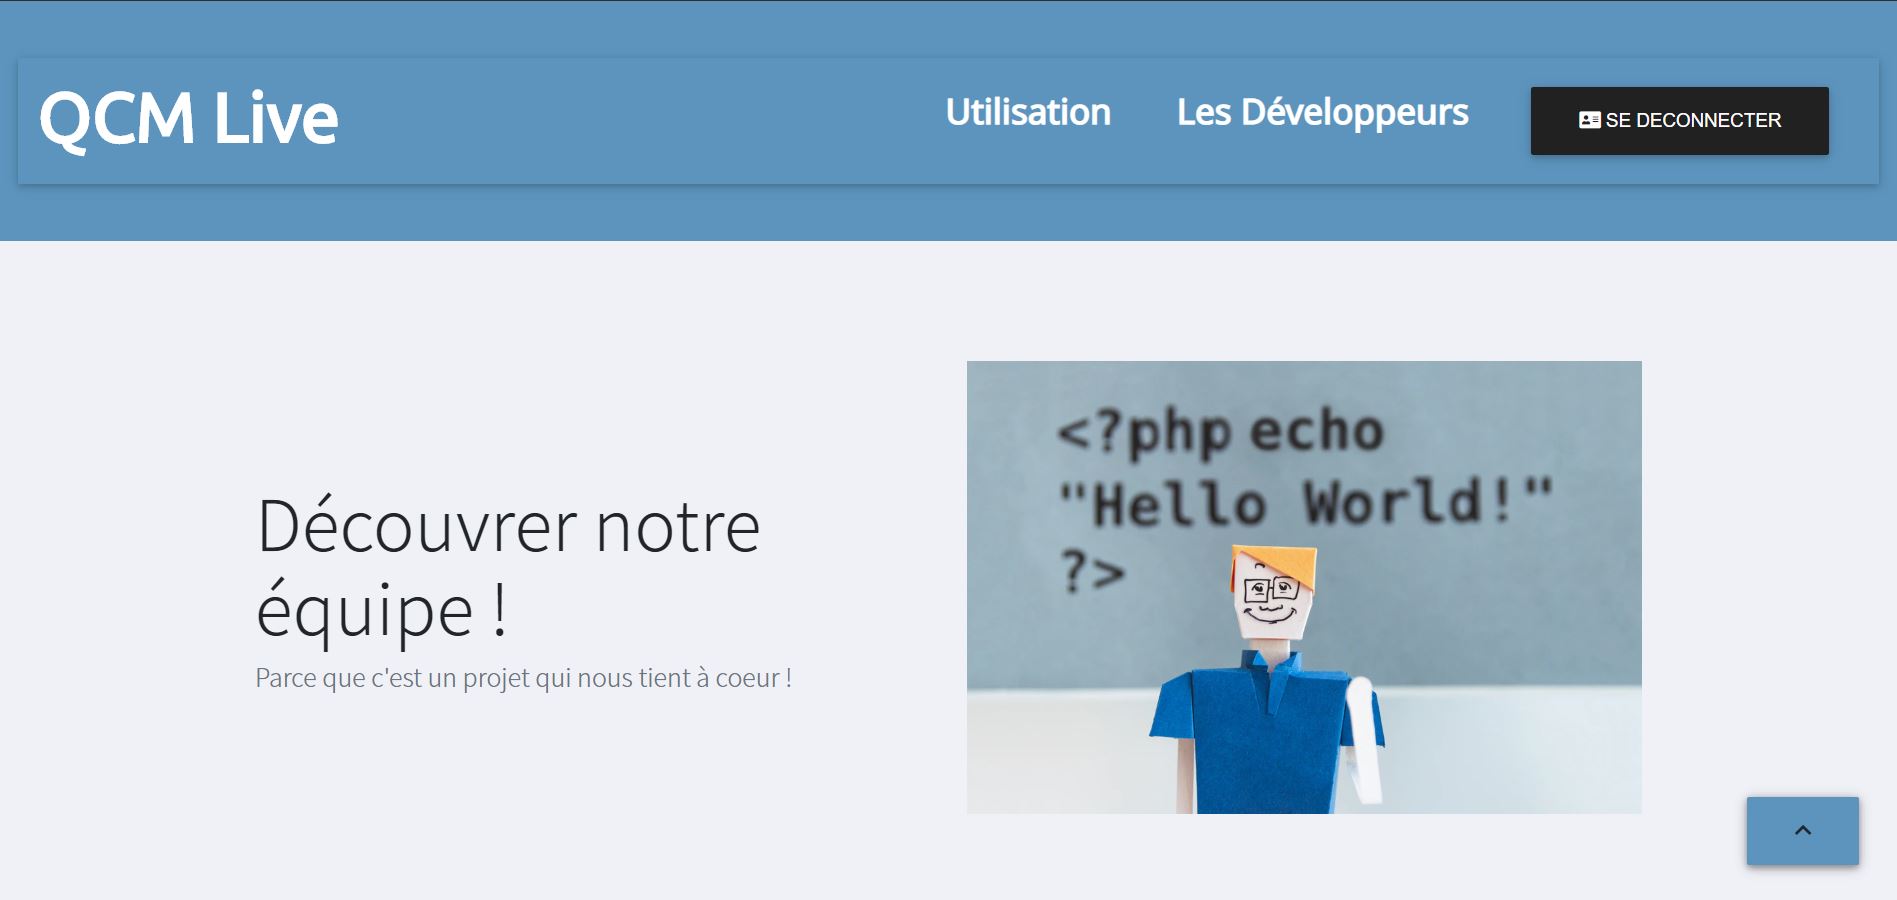 QCM Live
Utilisation
Les Développeurs
SE DECONNECTER
Découvrer notre
équipe !
Parce que c'est un projet qui nous tient à coeur !
<?php echo
"Hello World!"
?>